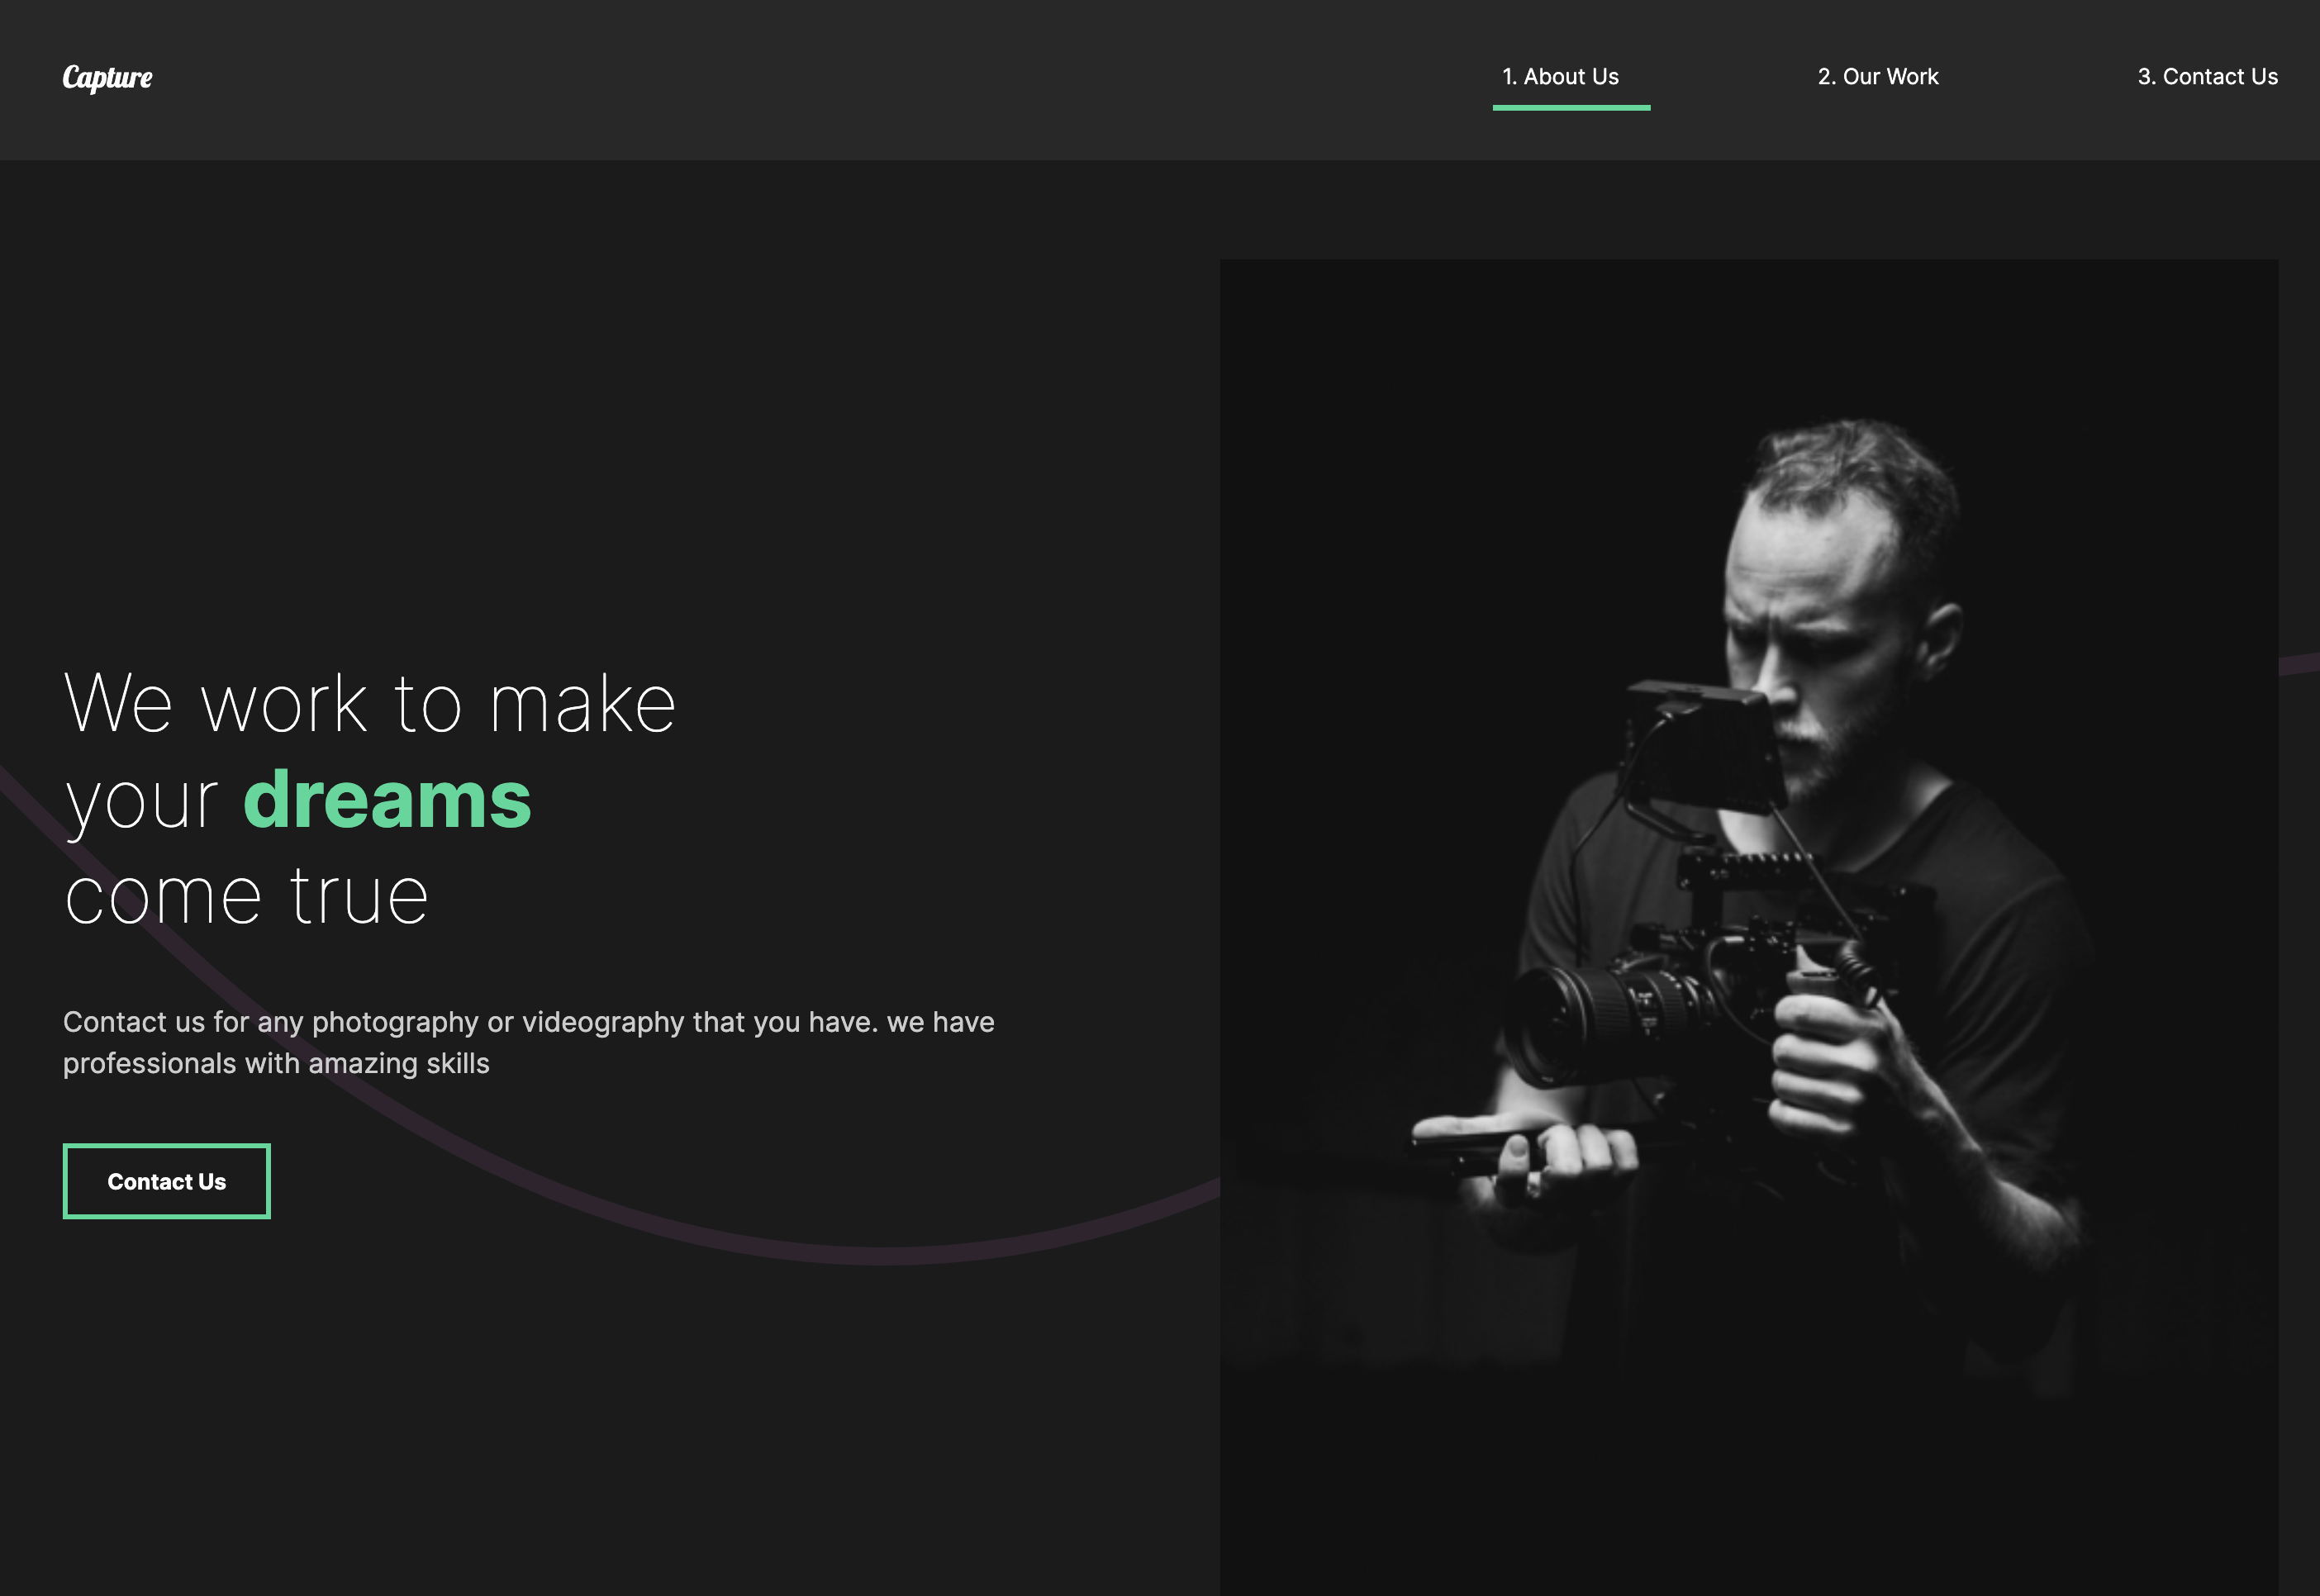 Capture
1. About Us
2. Our Work
3. Contact Us
We work to make
your dreams
come true
Contact us for any photography or videography that you have. we have
professionals with amazing skills
Contact Us